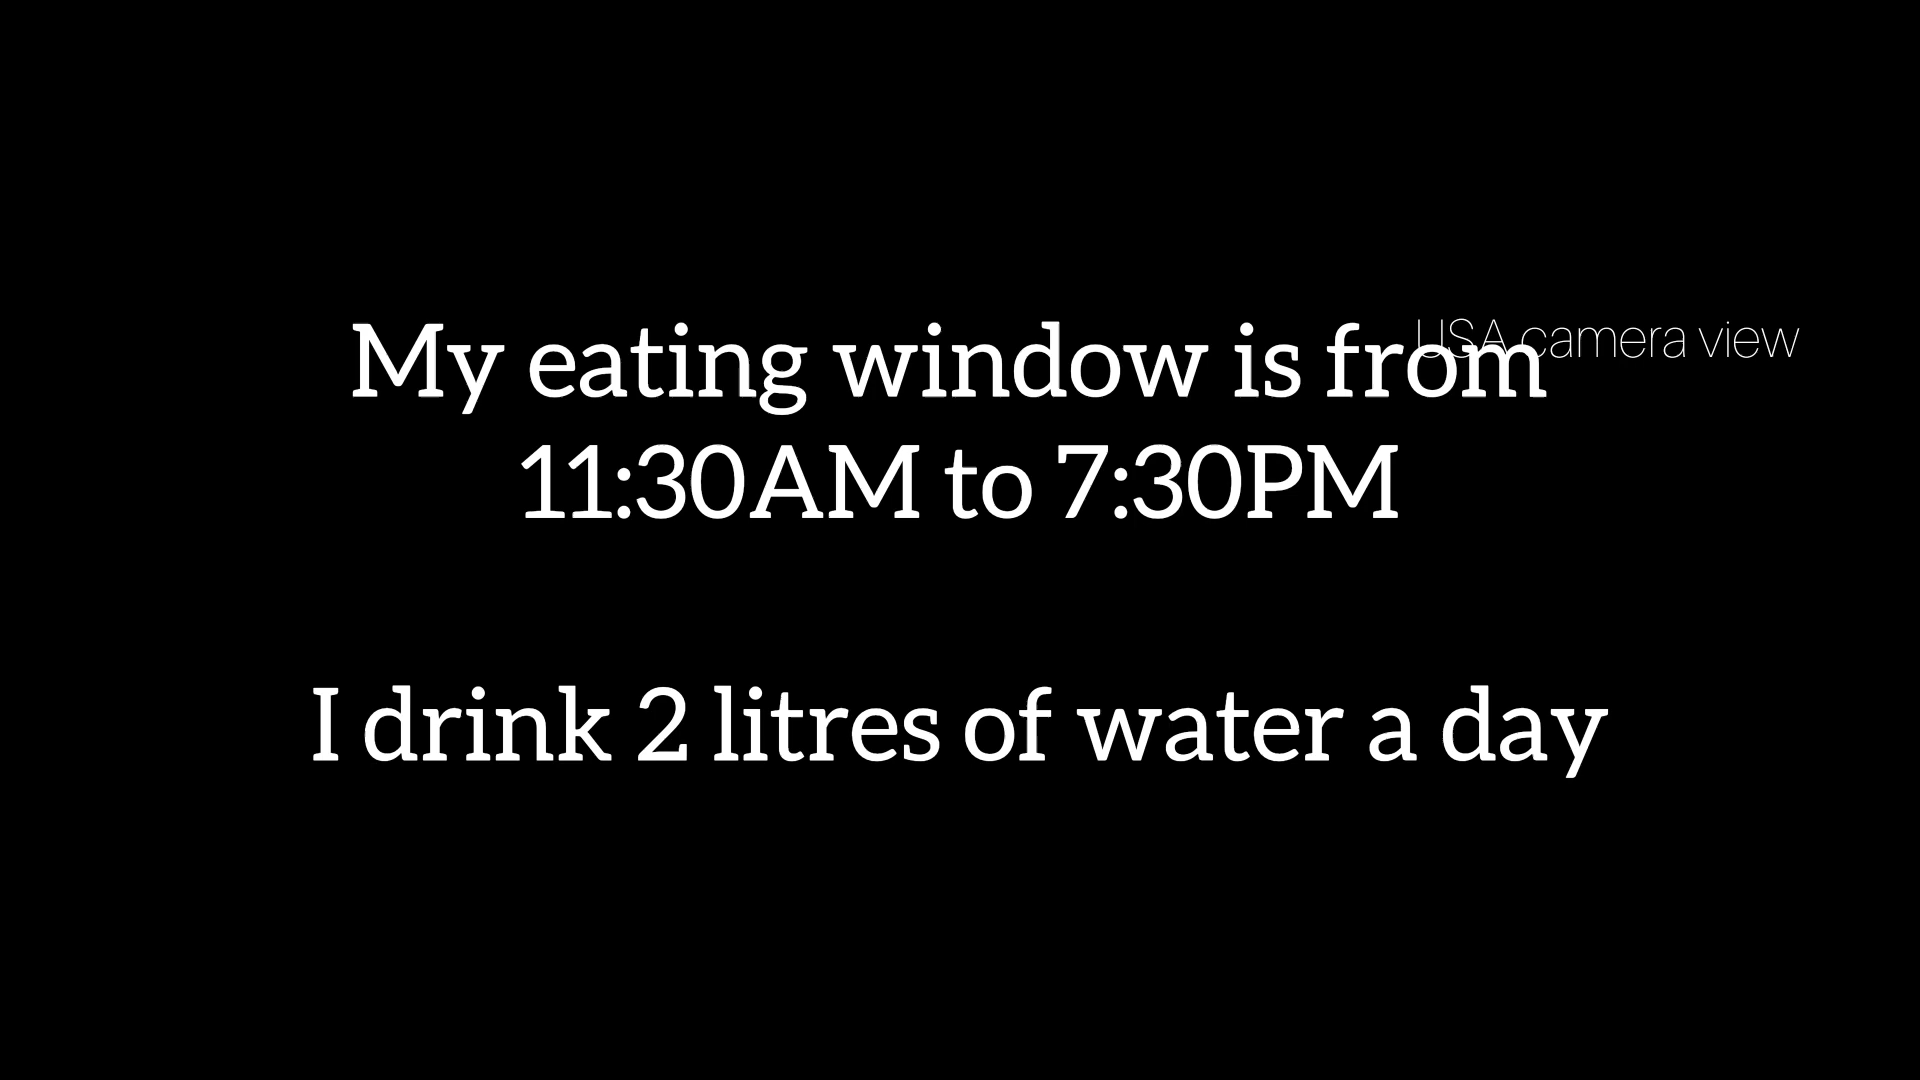 My eating window is from
USA camera view
11:30AM to 7:30PM
I drink 2 litres of water a day